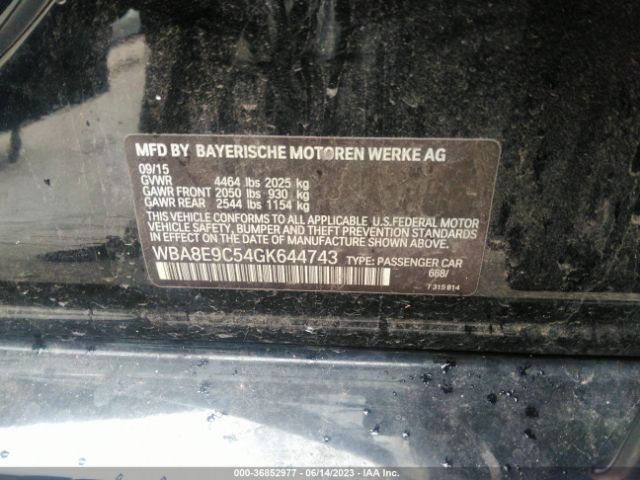 MFD BY BAYERISCHE MOTOREN WERKE AG
09/15
GVWR 4464 lbs 2025 kg
GAWR FRONT 2050 lbs 930 kg
GAWR REAR 2544 lbs 1154 kg
THIS VEHICLE CONFORMS TO ALL APPLICABLE U.S.FEDERAL MOTOR
VEHICLE SAFETY, BUMPER AND THEFT PREVENTION STANDARDS
IN EFFECT ON THE DATE OF MANUFACTURE SHOWN ABOVE.
WBA8E9C54GK644743 TYPE: PASSENGER CAR
668/
7 315 814
000-36852977 - 06/14/2023 - IAA Inc.